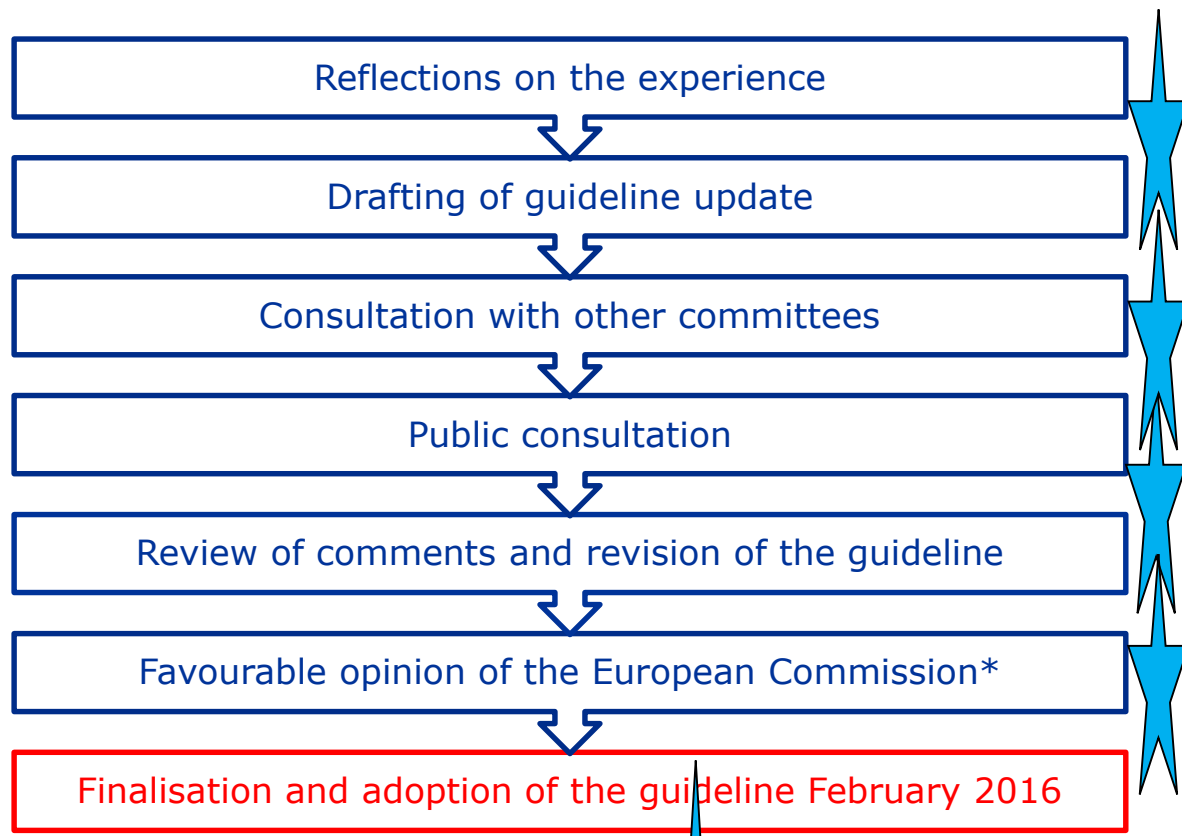 Reflections on the experience
Drafting of guideline update
Consultation with other committees
Public consultation
Review of comments and revision of the guideline
Favourable opinion of the European Commission*
Finalisation and adoption of the guideline February 2016